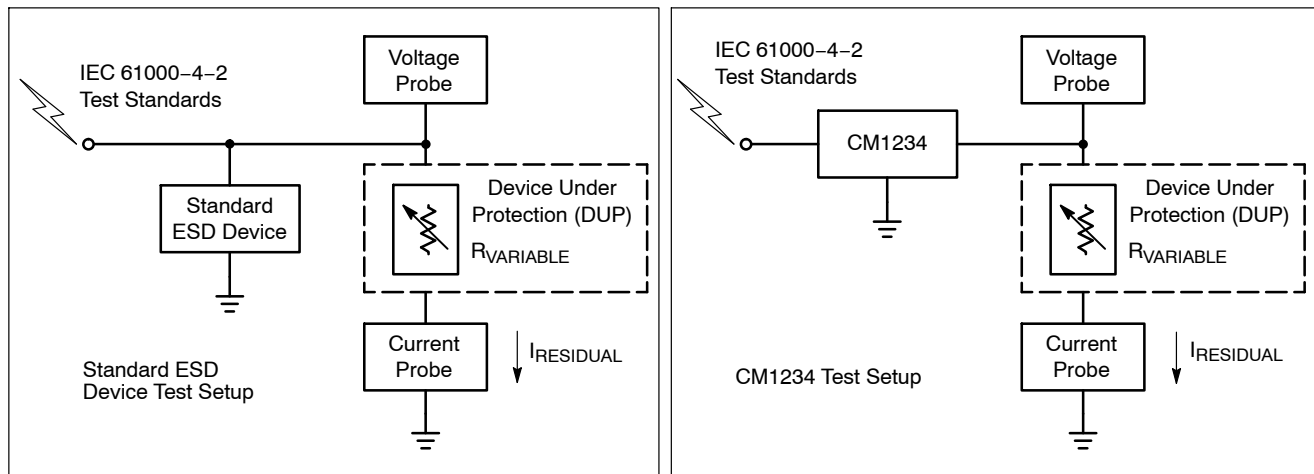 IEC 61000−4−2
Test Standards
Voltage
Probe
Standard
ESD Device
Device Under
Protection (DUP)
RVARIABLE
Current
Probe
IRESIDUAL
Standard ESD
Device Test Setup
IEC 61000−4−2
Test Standards
Voltage
Probe
CM1234
Device Under
Protection (DUP)
RVARIABLE
Current
Probe
IRESIDUAL
CM1234 Test Setup